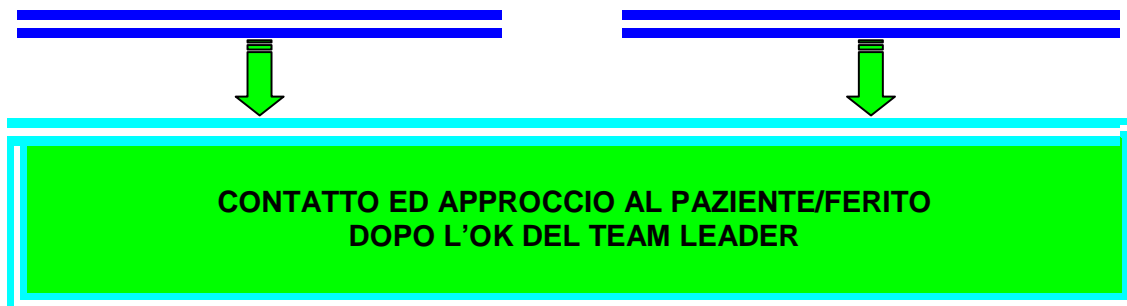 CONTATTO ED APPROCCIO AL PAZIENTE/FERITO
DOPO L’OK DEL TEAM LEADER